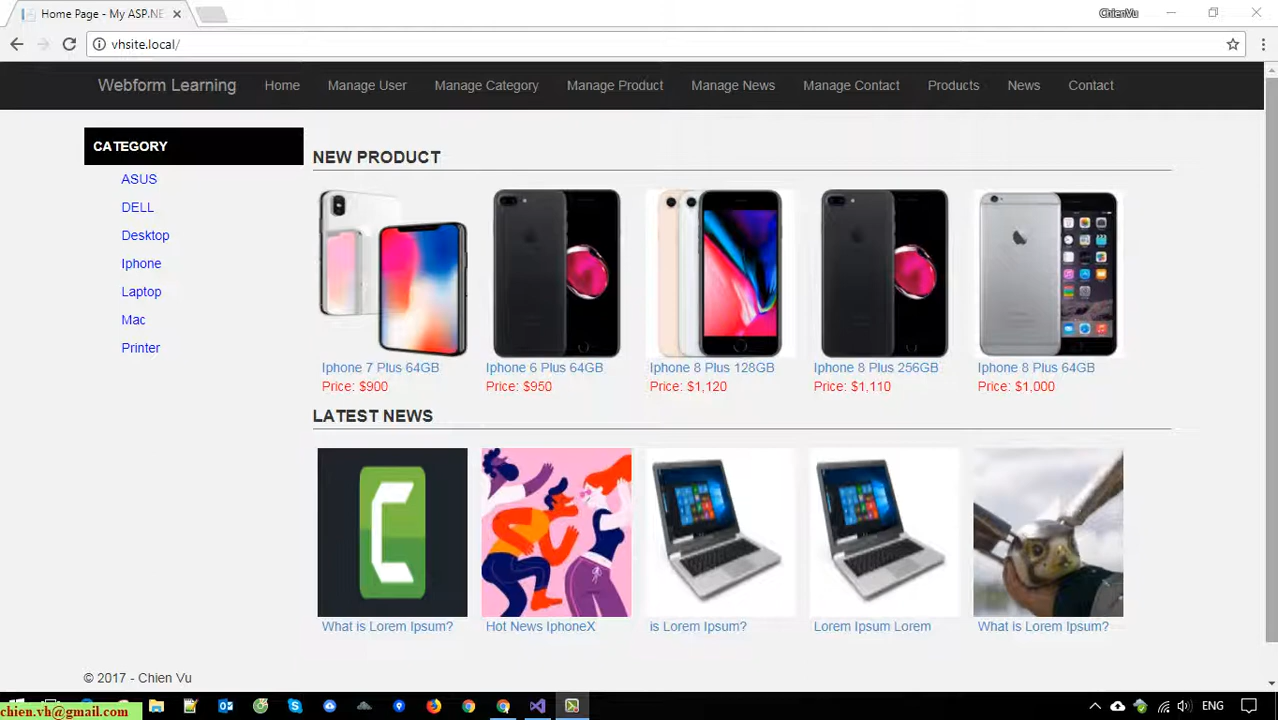 Home Page - My ASP.NE
ChienVu
vhsite.local/
Webform Learning Home Manage User Manage Category Manage Product Manage News Manage Contact Products News Contact
CATEGORY
ASUS
DELL
Desktop
Iphone
Laptop
Mac
Printer
NEW PRODUCT
Iphone 7 Plus 64GB Iphone 6 Plus 64GB Iphone 8 Plus 128GB Iphone 8 Plus 256GB Iphone 8 Plus 64GB
Price: $900 Price: $950 Price: $1,120 Price: $1,110 Price: $1,000
LATEST NEWS
What is Lorem Ipsum? Hot News IphoneX is Lorem Ipsum? Lorem Ipsum Lorem What is Lorem Ipsum?
© 2017 - Chien Vu
chien.vh@gmail.com
ENG